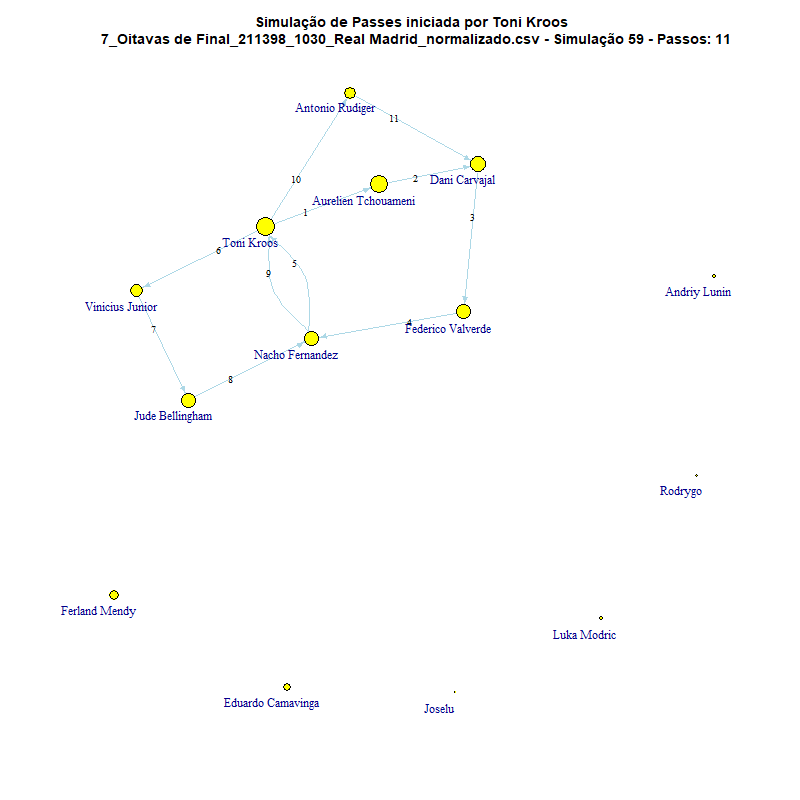 Simulação de Passes iniciada por Toni Kroos
7_Oitavas de Final_211398_1030_Real Madrid_normalizado.csv - Simulação 59 - Passos: 11
Antonio Rudiger
11
Dani Carvajal
10
2
Aurelien Tchouameni
1
3
Toni Kroos
6
5
9
Andriy Lunin
Vinicius Junior
4
Federico Valverde
7
Nacho Fernandez
8
Jude Bellingham
Rodrygo
Ferland Mendy
Luka Modric
Eduardo Camavinga
Joselu